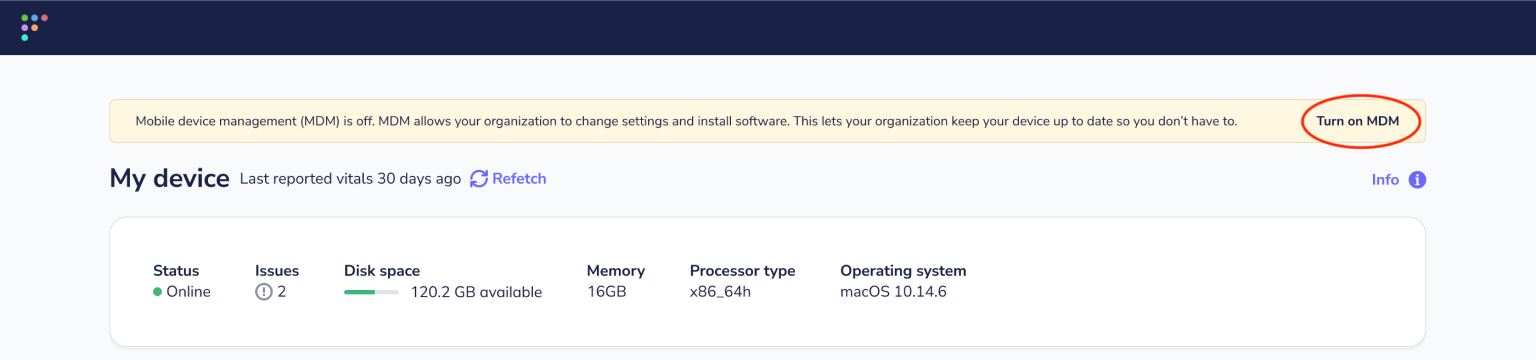 Mobile device management (MDM) is off. MDM allows your organization to change settings and install software. This lets your organization keep your device up to date so you don't have to. Turn on MDM
My device Last reported vitals 30 days ago Refetch Info
Status Issues Disk space Memory Processor type Operating system
Online 2 120.2 GB available 16GB x86_64h macOS 10.14.6